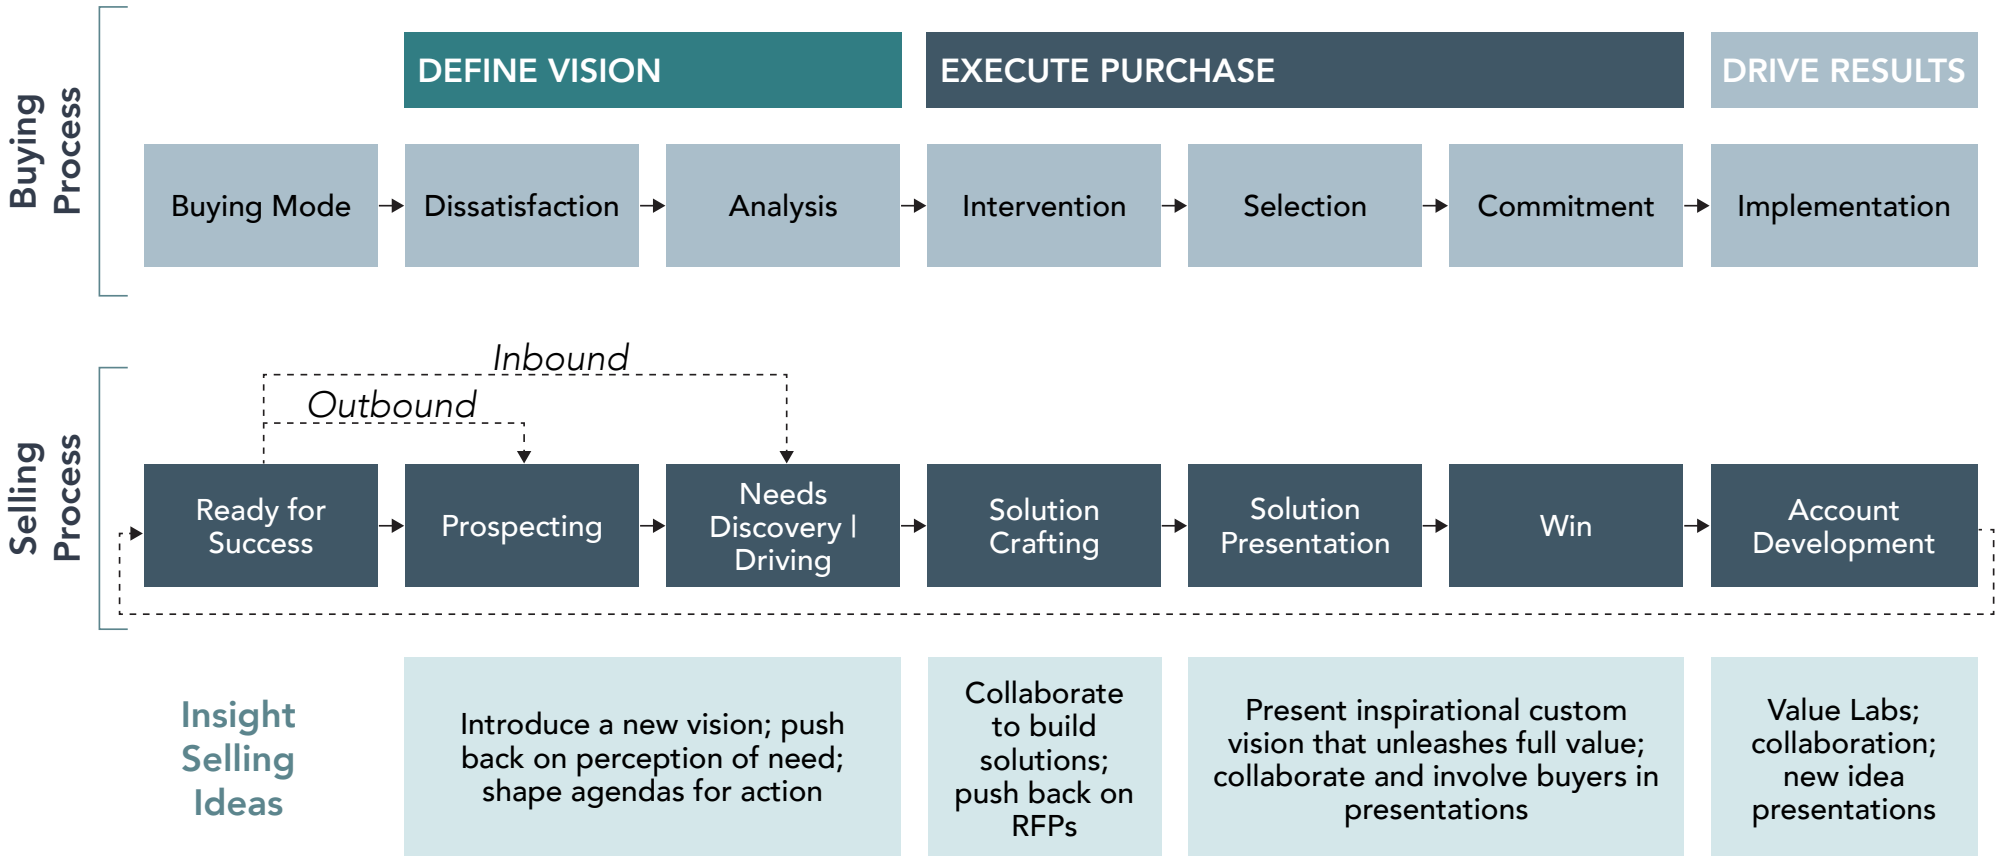 Buying
Process
DEFINE VISION
EXECUTE PURCHASE
DRIVE RESULTS
Buying Mode
Dissatisfaction
Analysis
Intervention
Selection
Commitment
Implementation
Selling
Process
Inbound
Outbound
Ready for
Success
Prospecting
Needs
Discovery |
Driving
Solution
Crafting
Solution
Presentation
Win
Account
Development
Insight
Selling
Ideas
Introduce a new vision; push
back on perception of need;
shape agendas for action
Collaborate
to build
solutions;
push back on
RFPs
Present inspirational custom
vision that unleashes full value;
collaborate and involve buyers in
presentations
Value Labs;
collaboration;
new idea
presentations